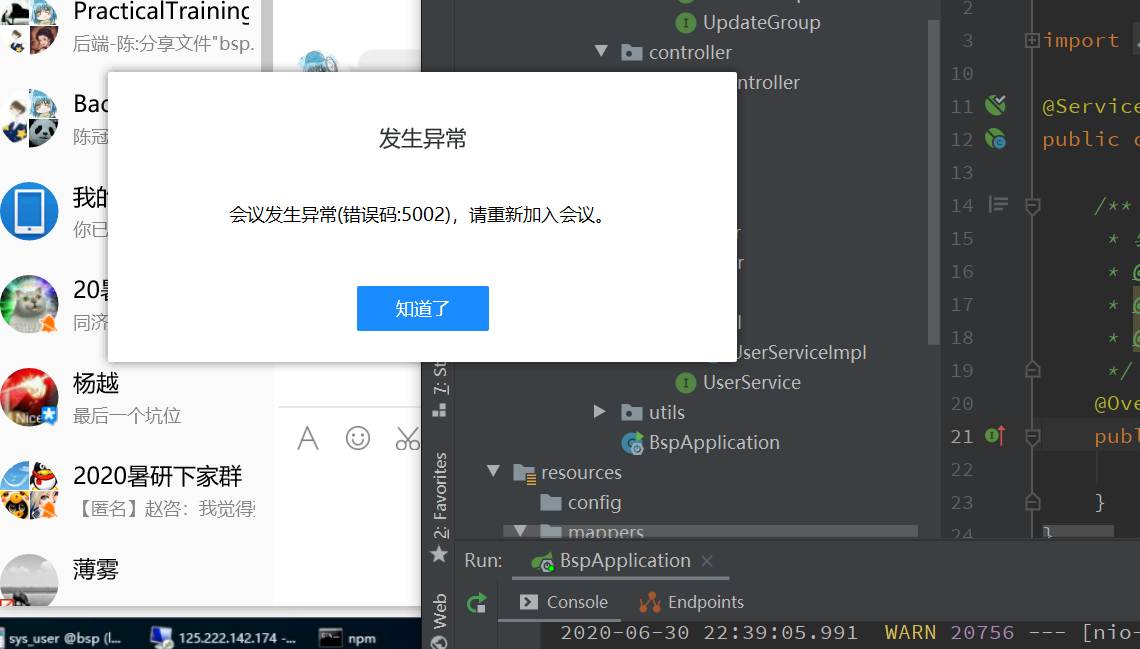 PracticalTraining
后端-陈:分享文件"bsp.
Bac
陈冠
我的
你已
20暑
同济
杨越
最后一个坑位
2020暑研下家群
【匿名】赵咨：我觉得
薄雾
发生异常
会议发生异常(错误码:5002)，请重新加入会议。
知道了
UpdateGroup
controller
ntroller
UserServiceImpl
UserService
utils
BspApplication
resources
config
mappers
7: St
2: Favorites
Web
2
3 import
10
11 @Service
12 public c
13
14 /**
15 *
16 * @
17 * @
18 * @
19 */
20 @Ove
21 publ
22
23 }
24 }
Run: BspApplication
Console Endpoints
2020-06-30 22:39:05.991 WARN 20756 --- [nio-
sys_user @bsp (l... 125.222.142.174 -... npm